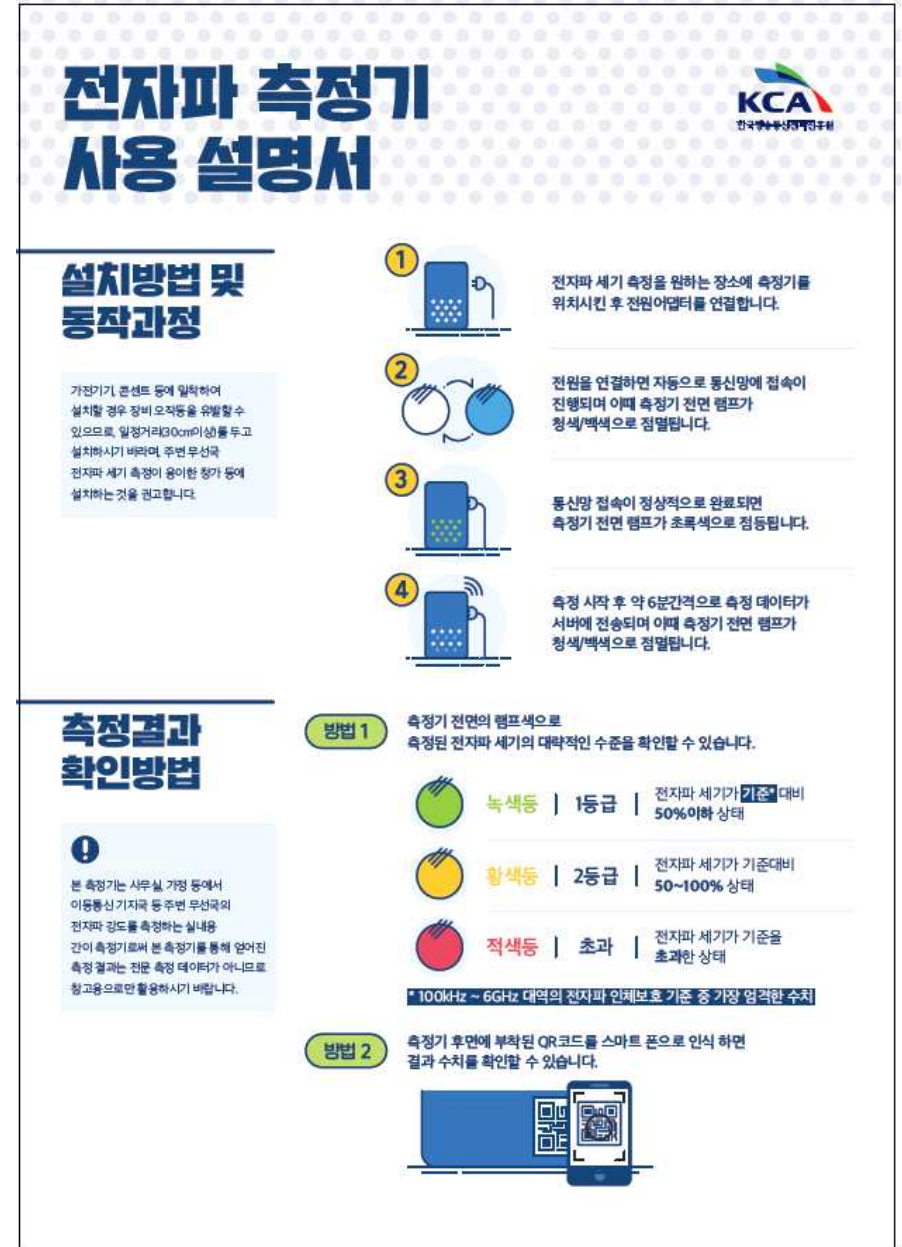 전자파 측정기
사용 설명서
KCA
한국방송통신전파진흥원
설치방법 및
동작과정
가전기기, 콘센트 등에 밀착하여
설치할 경우 장비 오작동을 유발할 수
있으므로, 일정거리(30cm이상)를 두고
설치하시기 바라며, 주변 무선국
전자파 세기 측정이 용이한 창가 등에
설치하는 것을 권고합니다.
1
전자파 세기 측정을 원하는 장소에 측정기를
위치시킨 후 전원어댑터를 연결합니다.
2
전원을 연결하면 자동으로 통신망에 접속이
진행되며 이때 측정기 전면 램프가
청색/백색으로 점멸됩니다.
3
통신망 접속이 정상적으로 완료되면
측정기 전면 램프가 초록색으로 점등됩니다.
4
측정 시작 후 약 6분간격으로 측정 데이터가
서버에 전송되며 이때 측정기 전면 램프가
청색/백색으로 점멸됩니다.
측정결과
확인방법
본 측정기는 사무실, 가정 등에서
이동통신 기지국 등 주변 무선국의
전자파 강도를 측정하는 실내용
간이 측정기로써 본 측정기를 통해 얻어진
측정 결과는 전문 측정 데이터가 아니므로
참고용으로만 활용하시기 바랍니다.
방법 1
측정기 전면의 램프색으로
측정된 전자파 세기의 대략적인 수준을 확인할 수 있습니다.
녹색등 | 1등급 | 전자파 세기가 기준* 대비
50%이하 상태
황색등 | 2등급 | 전자파 세기가 기준대비
50~100% 상태
적색등 | 초과 | 전자파 세기가 기준을
초과한 상태
* 100kHz ~ 6GHz 대역의 전자파 인체보호 기준 중 가장 엄격한 수치
방법 2
측정기 후면에 부착된 QR코드를 스마트 폰으로 인식 하면
결과 수치를 확인할 수 있습니다.